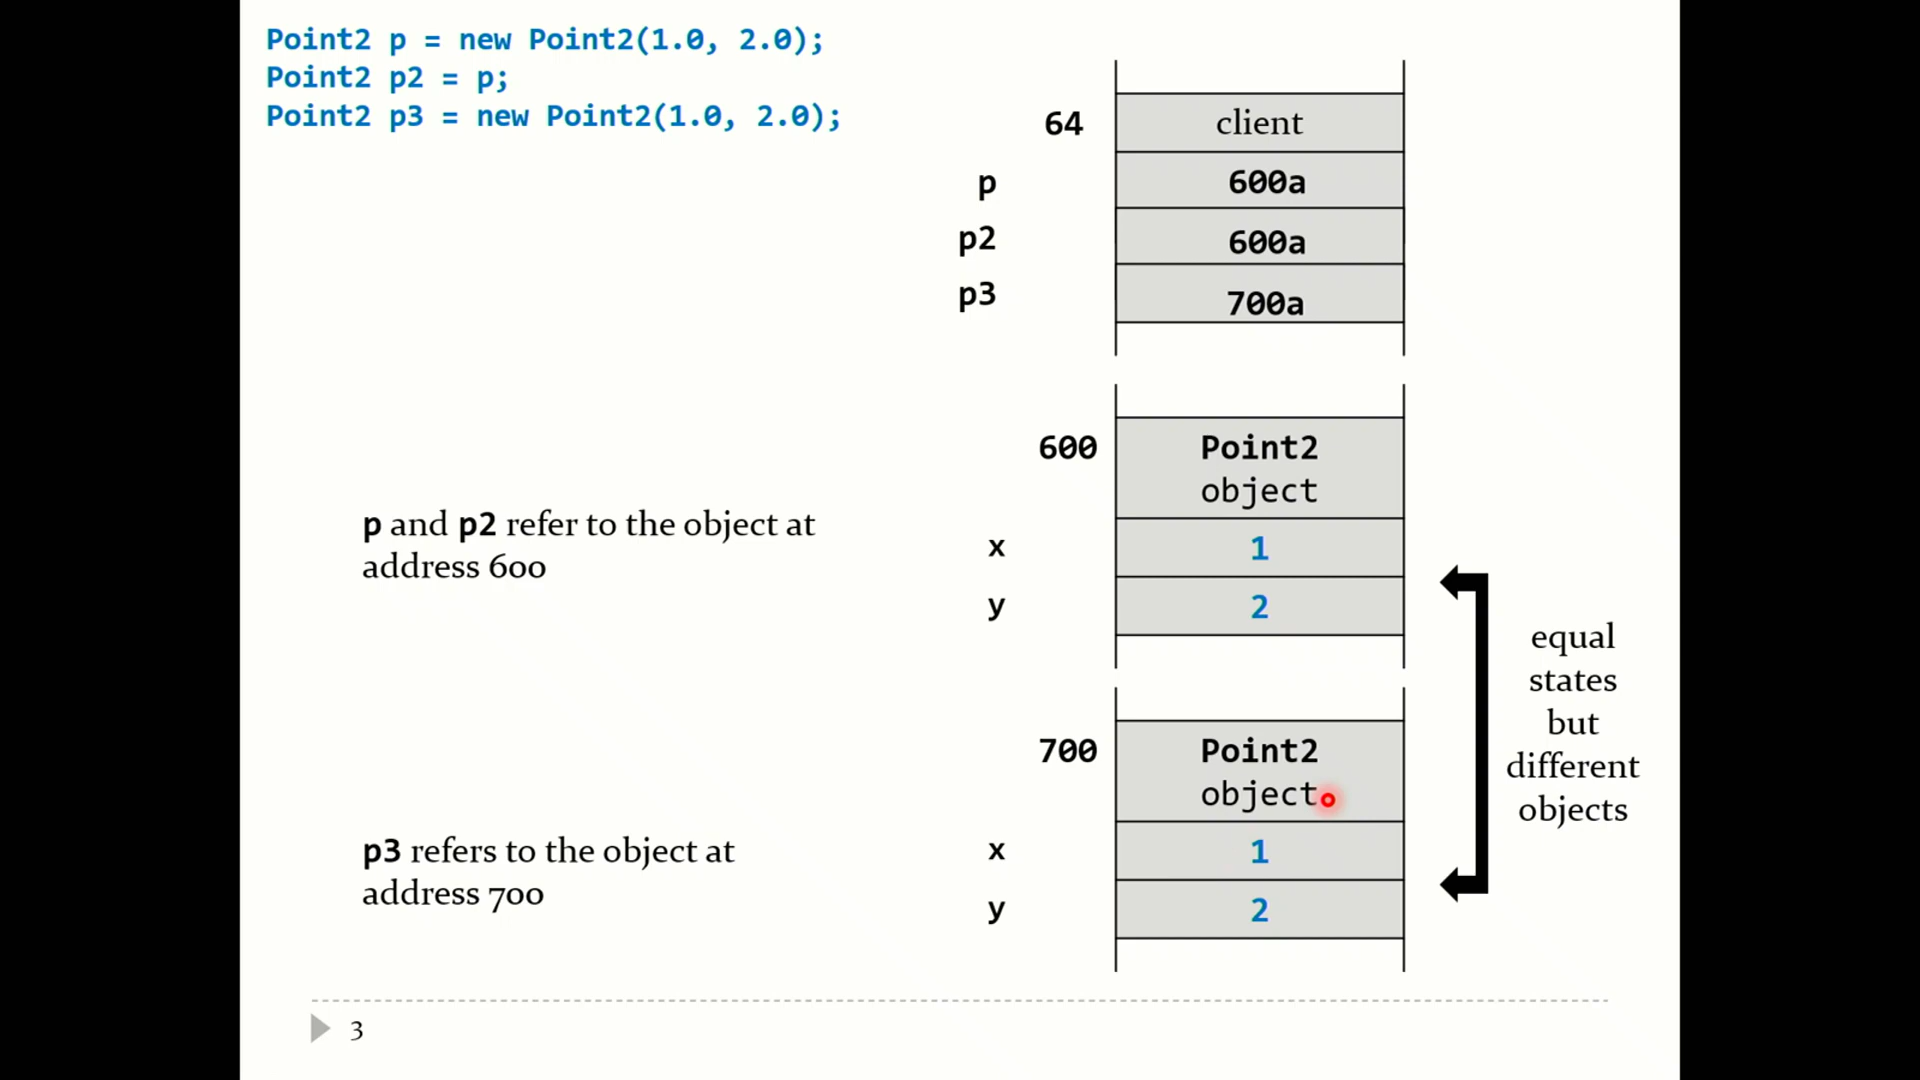 Point2 p = new Point2(1.0, 2.0);
Point2 p2 = p;
Point2 p3 = new Point2(1.0, 2.0);
64 client
p 600a
p2 600a
p3 700a
600 Point2
object
x 1
y 2
p and p2 refer to the object at
address 600
equal
states
but
different
objects
700 Point2
object
x 1
y 2
p3 refers to the object at
address 700
3